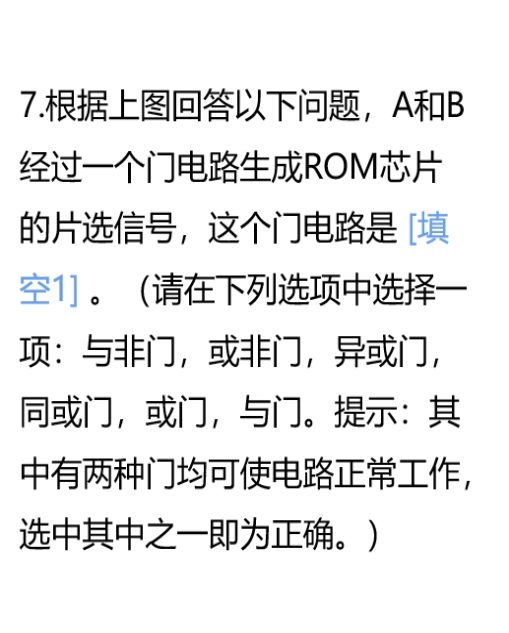 7.根据上图回答以下问题，A和B
经过一个门电路生成ROM芯片
的片选信号，这个门电路是 [填
空1] 。（请在下列选项中选择一
项：与非门，或非门，异或门，
同或门，或门，与门。提示：其
中有两种门均可使电路正常工作，
选中其中之一即为正确。）